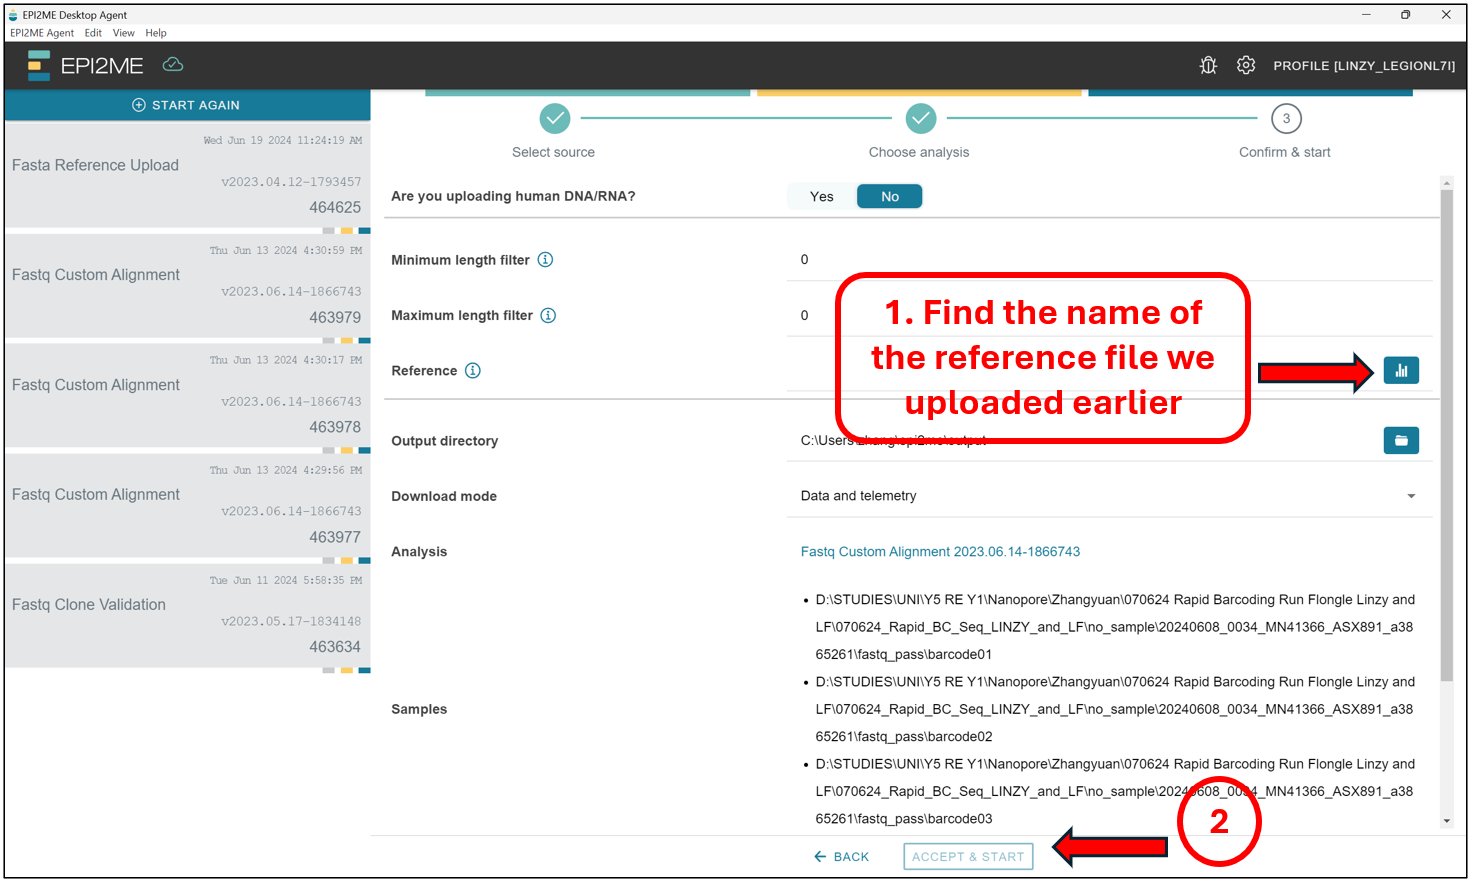 EPI2ME Desktop Agent
EPI2ME Agent Edit View Help
EPI2ME
PROFILE [LINZY_LEGIONL7I]
START AGAIN
Wed Jun 19 2024 11:24:19 AM
Fasta Reference Upload
v2023.04.12-1793457
464625
Thu Jun 13 2024 4:30:59 PM
Fastq Custom Alignment
v2023.06.14-1866743
463979
Thu Jun 13 2024 4:30:17 PM
Fastq Custom Alignment
v2023.06.14-1866743
463978
Thu Jun 13 2024 4:29:56 PM
Fastq Custom Alignment
v2023.06.14-1866743
463977
Tue Jun 11 2024 5:58:35 PM
Fastq Clone Validation
v2023.05.17-1834148
463634
Select source
Choose analysis
3
Confirm & start
Are you uploading human DNA/RNA?
Yes No
Minimum length filter
0
Maximum length filter
0
1. Find the name of
the reference file we
uploaded earlier
Reference
Output directory
C:\Users\zhang\epi2me\output
Download mode
Data and telemetry
Analysis
Fastq Custom Alignment 2023.06.14-1866743
Samples
• D:\STUDIES\UNI\Y5 RE Y1\Nanopore\Zhangyuan\070624 Rapid Barcoding Run Flongle Linzy and
LF\070624_Rapid_BC_Seq_LINZY_and_LF\no_sample\20240608_0034_MN41366_ASX891_a38
65261\fastq_pass\barcode01
• D:\STUDIES\UNI\Y5 RE Y1\Nanopore\Zhangyuan\070624 Rapid Barcoding Run Flongle Linzy and
LF\070624_Rapid_BC_Seq_LINZY_and_LF\no_sample\20240608_0034_MN41366_ASX891_a38
65261\fastq_pass\barcode02
• D:\STUDIES\UNI\Y5 RE Y1\Nanopore\Zhangyuan\070624 Rapid Barcoding Run Flongle Linzy and
LF\070624_Rapid_BC_Seq_LINZY_and_LF\no_sample\20240608_0034_MN41366_ASX891_a38
65261\fastq_pass\barcode03
2
BACK
ACCEPT & START